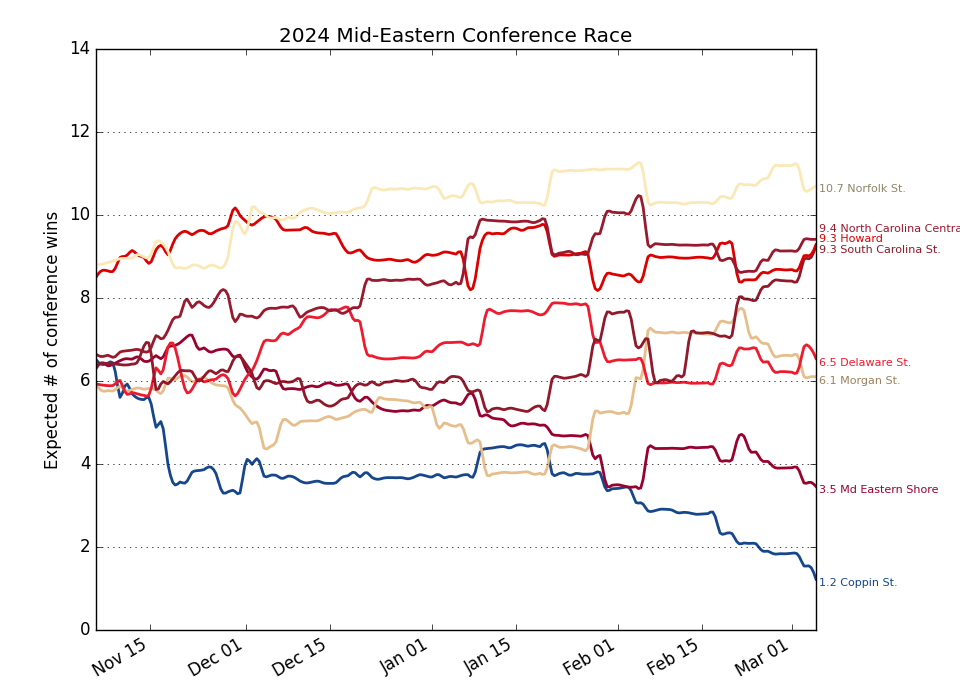 2024 Mid-Eastern Conference Race
Expected # of conference wins
14
12
10
8
6
4
2
0
10.7 Norfolk St.
9.4 North Carolina Centra
9.3 Howard
9.3 South Carolina St.
6.5 Delaware St.
6.1 Morgan St.
3.5 Md Eastern Shore
1.2 Coppin St.
Nov 15
Dec 01
Dec 15
Jan 01
Jan 15
Feb 01
Feb 15
Mar 01